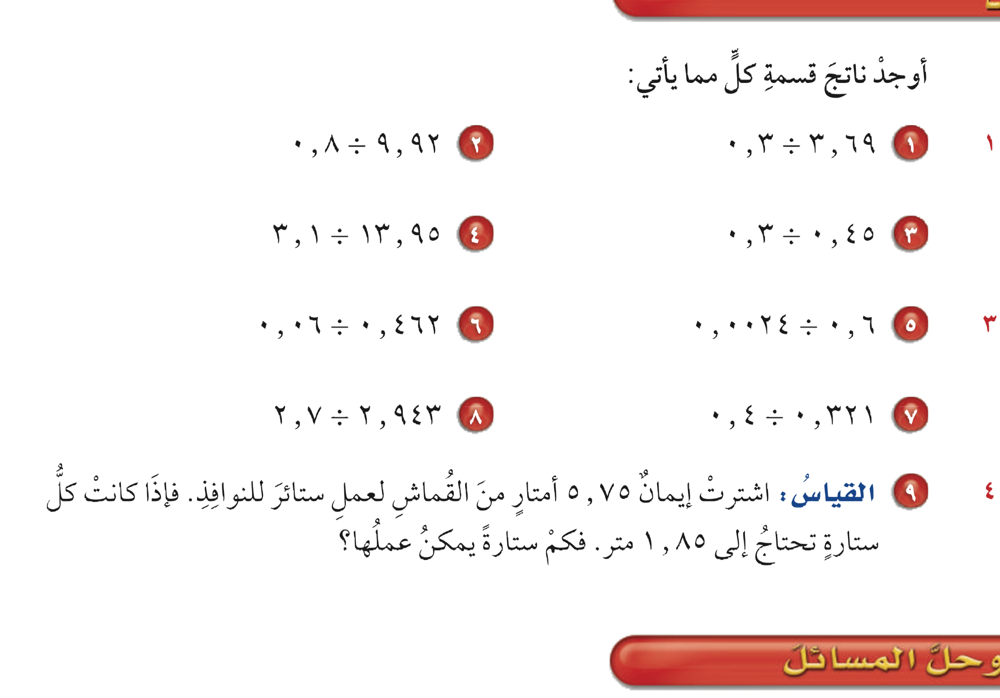 أوجدْ ناتجَ قسمةِ كلٍّ مما يأتي:
١ ١ ٣,٦٩ ÷ ٠,٣ ٢ ٩,٩٢ ÷ ٠,٨
٣ ٠,٤٥ ÷ ٠,٣ ٤ ١٣,٩٥ ÷ ٣,١
٣ ٥ ٠,٦ ÷ ٠,٠٠٢٤ ٦ ٠,٤٦٢ ÷ ٠,٠٦
٧ ٠,٣٢١ ÷ ٠,٤ ٨ ٢,٩٤٣ ÷ ٢,٧
٤ ٩ القياسُ: اشترتْ إيمانٌ ٥,٧٥ أمتارٍ منَ القُماشِ لعملِ ستائرَ للنوافِذِ. فإذَا كانتْ كلُّ
ستارةٍ تحتاجُ إلى ١,٨٥ متر. فكمْ ستارةً يمكنُ عملُها؟
وحلَّ المسائلَ